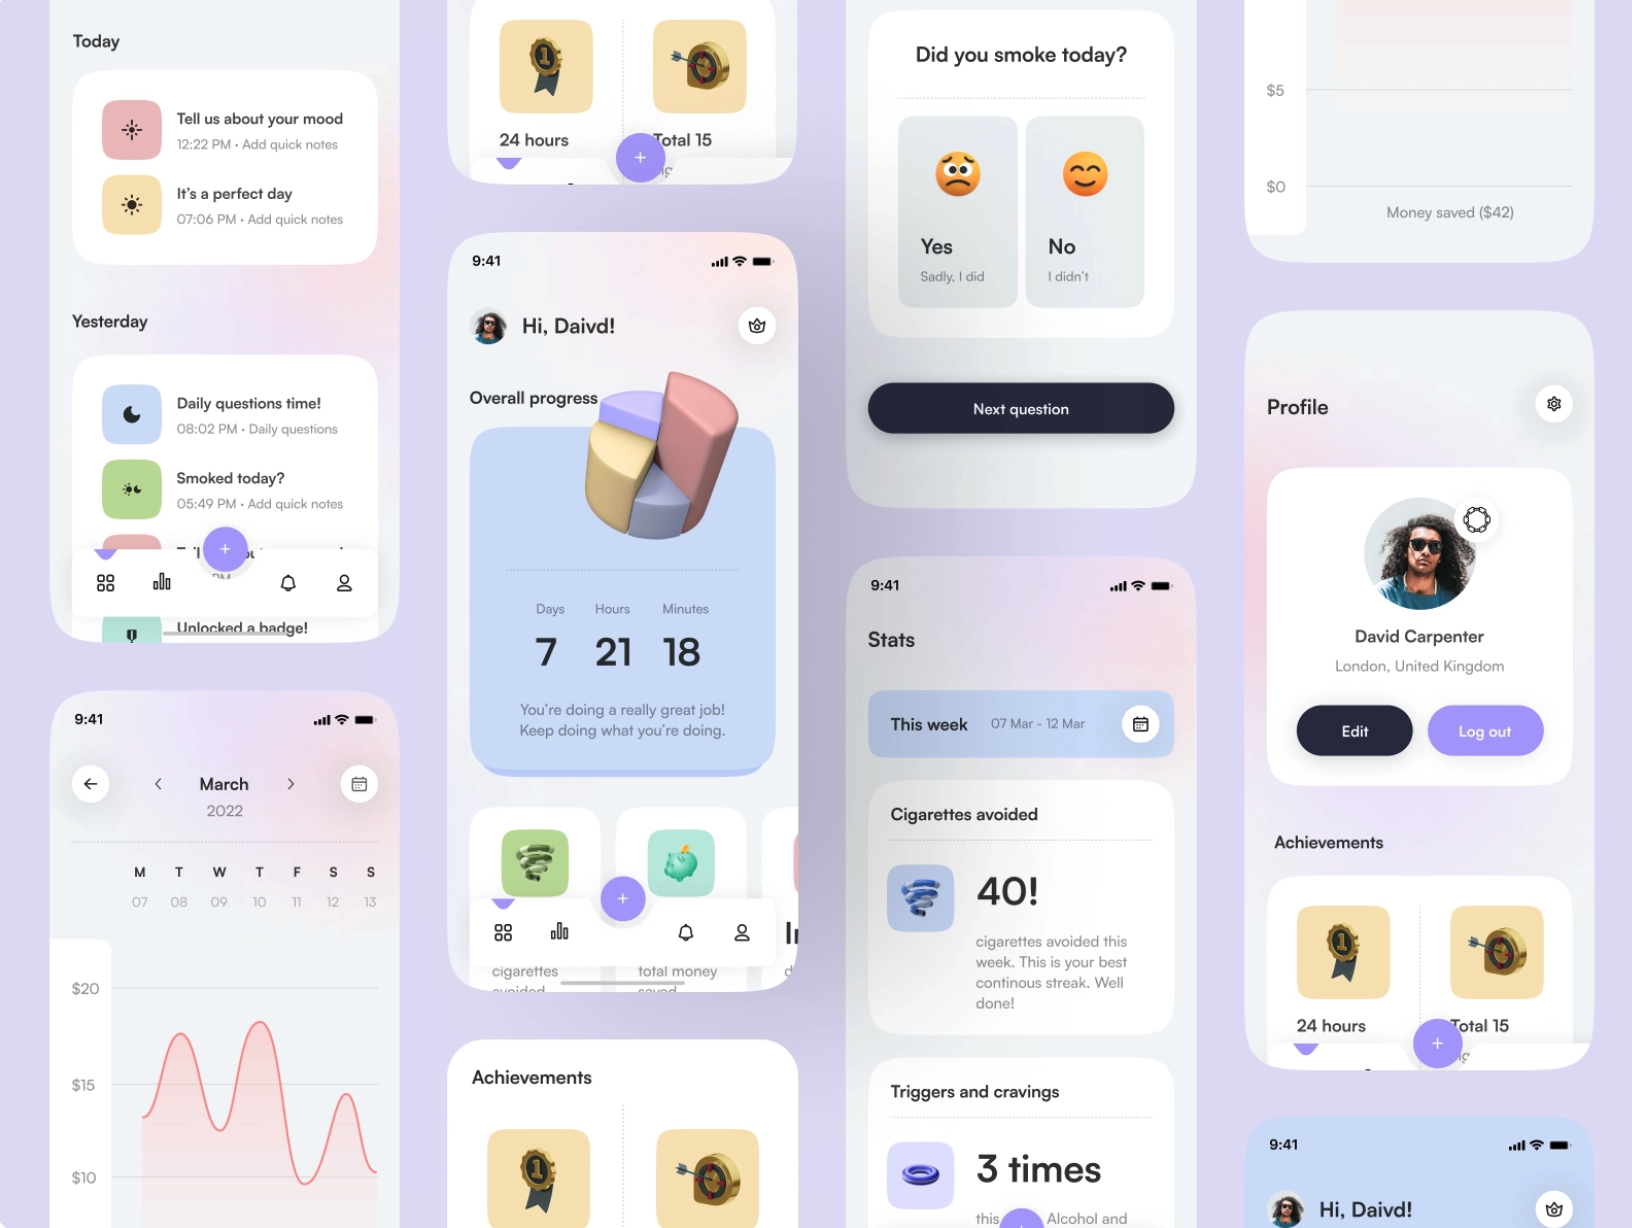 Today
Tell us about your mood
12:22 PM · Add quick notes
It's a perfect day
07:06 PM · Add quick notes
Yesterday
Daily questions time!
08:02 PM · Daily questions
Smoked today?
05:49 PM · Add quick notes
PM
Unlocked a badge!
9:41
March
2022
M T W T F S S
07 08 09 10 11 12 13
$20
$15
$10
24 hours
Total 15
9:41
Hi, Daivd!
Overall progress
Days Hours Minutes
7 21 18
You're doing a really great job!
Keep doing what you're doing.
cigarettes
avoided
total money
saved
Achievements
Did you smoke today?
Yes
Sadly, I did
No
I didn't
Next question
9:41
Stats
This week 07 Mar - 12 Mar
Cigarettes avoided
40!
cigarettes avoided this
week. This is your best
continous streak. Well
done!
Triggers and cravings
3 times
this Alcohol and
$5
$0
Money saved ($42)
Profile
David Carpenter
London, United Kingdom
Edit
Log out
Achievements
24 hours
Total 15
9:41
Hi, Daivd!